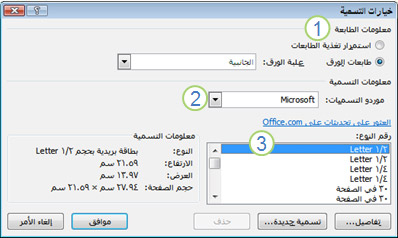 خيارات التسمية
معلومات الطابعة
1
استمرار تغذية الطابعات
طابعات الورق
علبة الورق:
الخامسة
معلومات التسمية
موردو التسميات:
2
Microsoft
العثور على تحديثات على Office.com
رقم النوع:
3
Letter ١/٢
Letter ١/٢
Letter ١/٤
Letter ١/٤
٣٠ في الصفحة
٣٠ في الصفحة
معلومات التسمية
النوع: بطاقة بريدية بحجم Letter ١/٢
الارتفاع: ٢١.٥٩ سم
العرض: ١٣.٩٧ سم
حجم الصفحة: ٢١.٥٩ سم × ٢٧.٩٤ سم
تفاصيل...
تسمية جديدة...
حذف
موافق
إلغاء الأمر